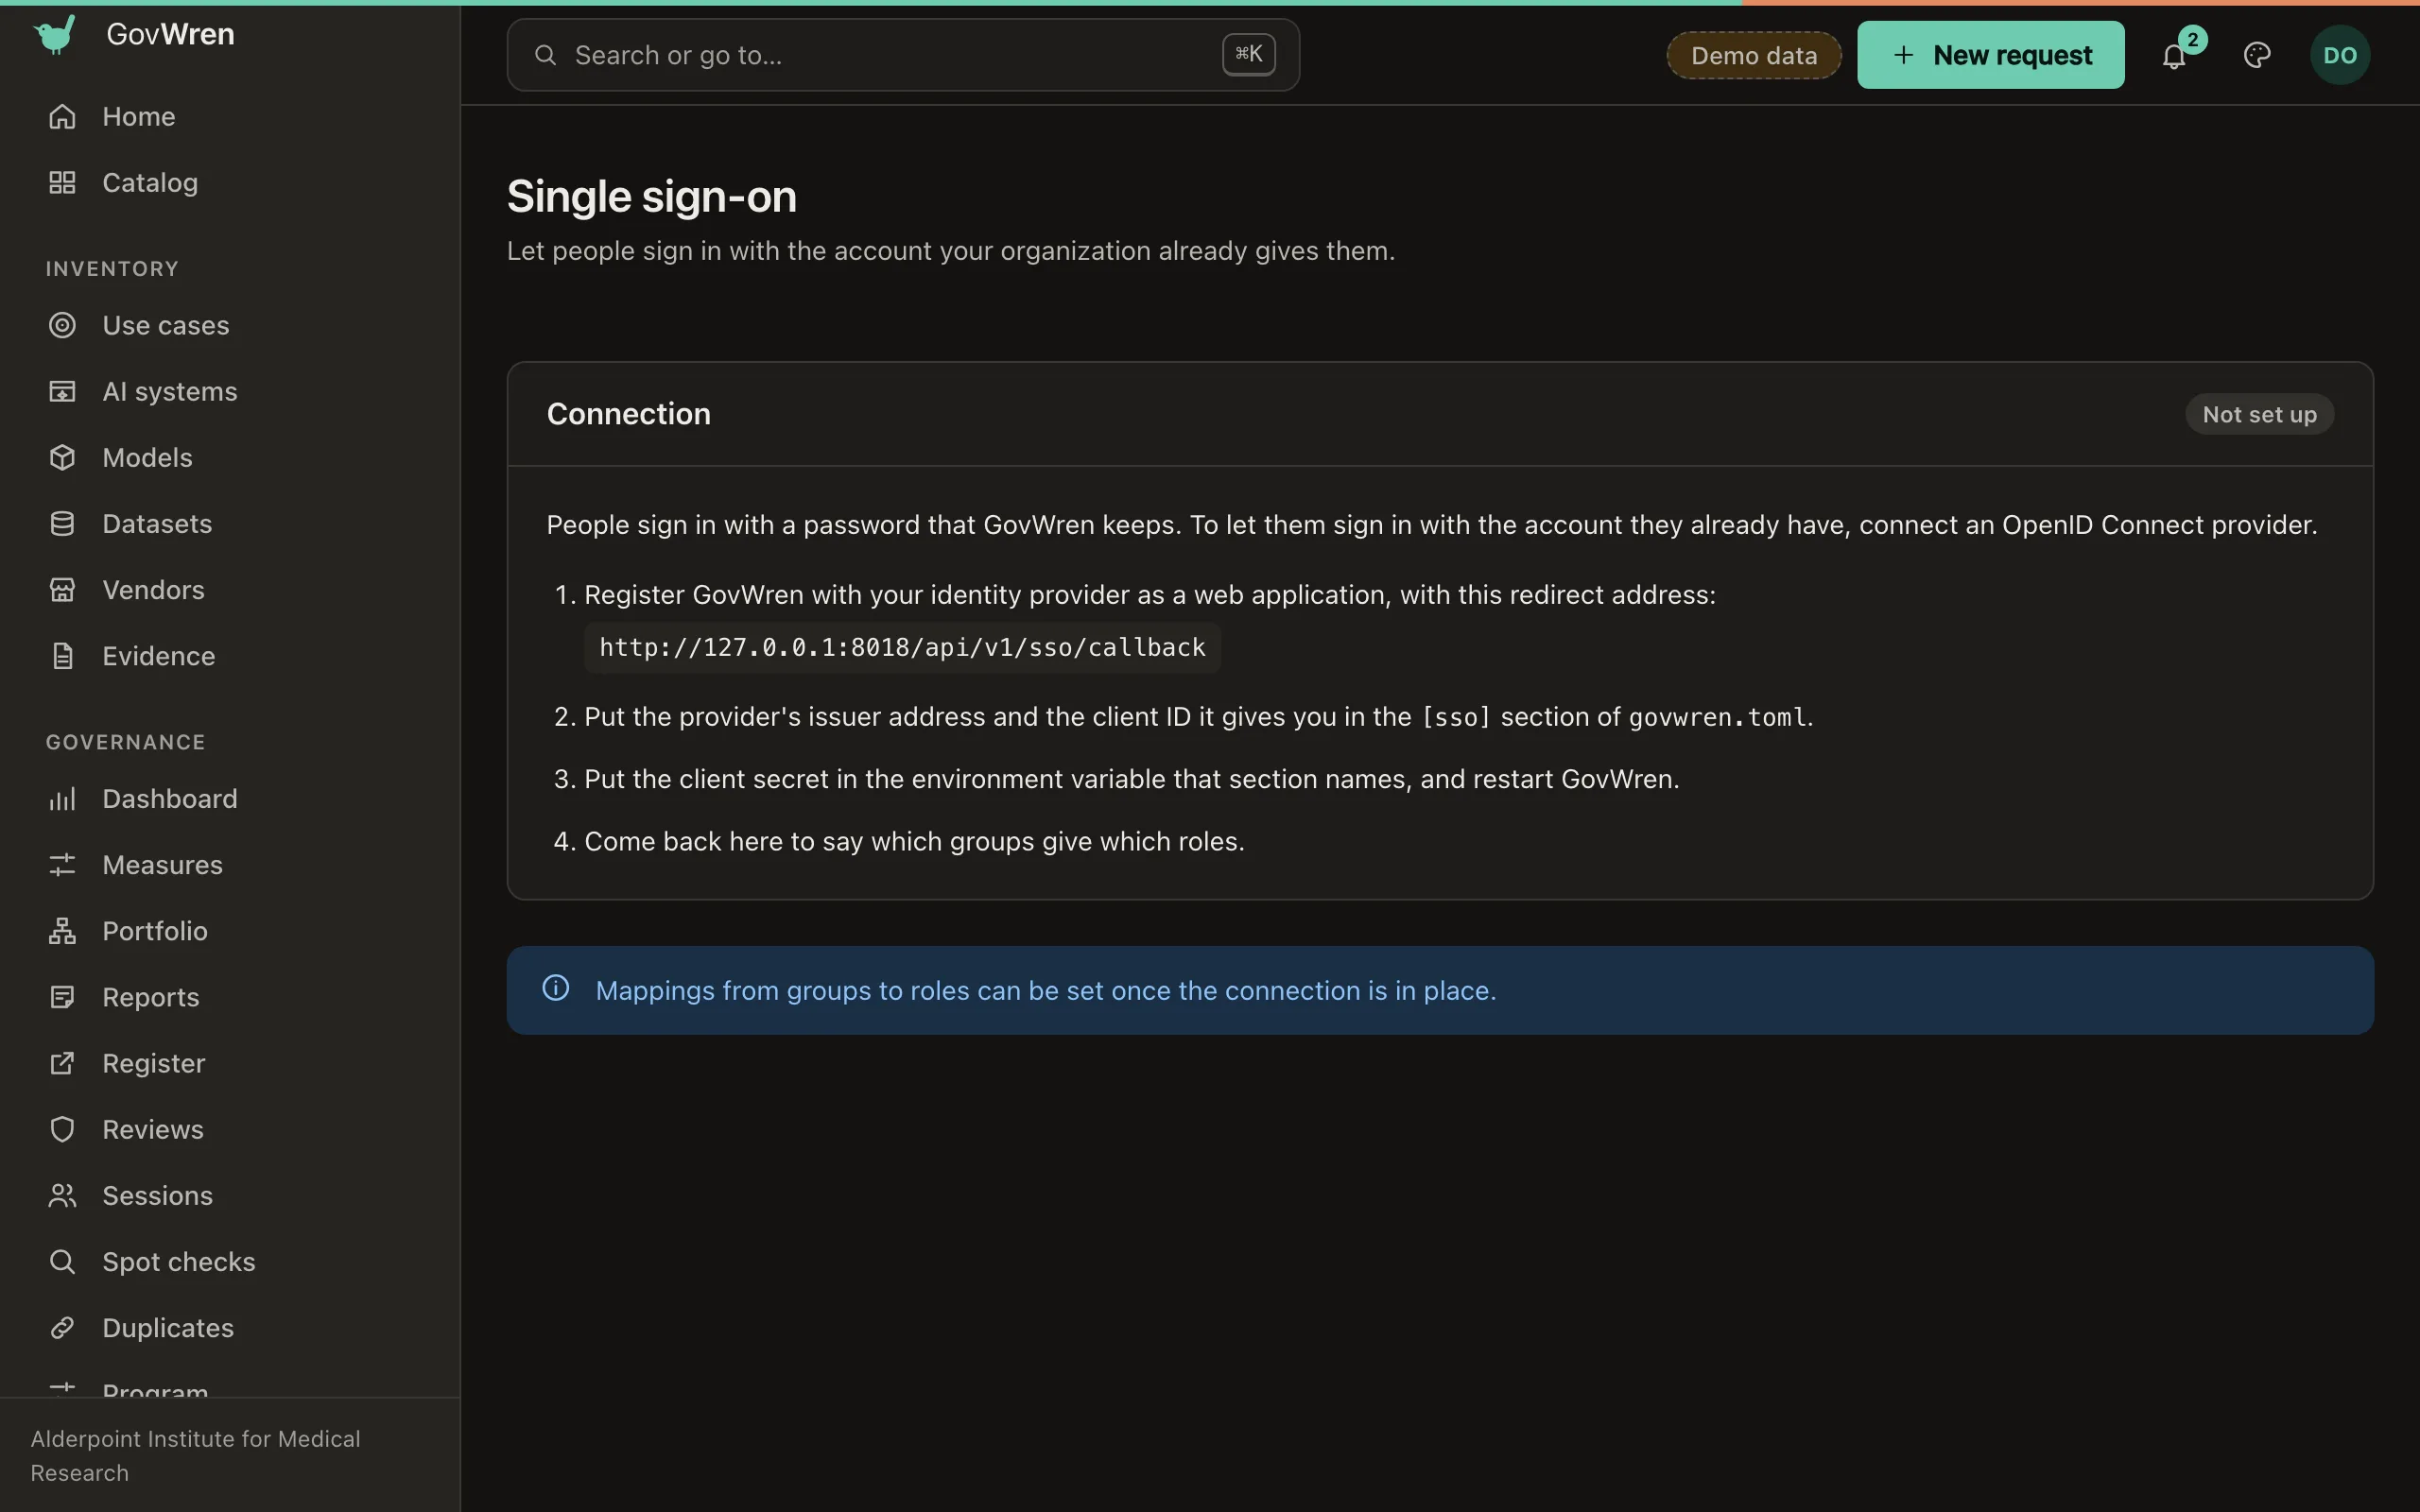 GovWren
Search or go to...
⌘K
Demo data
+ New request
2
DO
Home
Catalog
INVENTORY
Use cases
AI systems
Models
Datasets
Vendors
Evidence
GOVERNANCE
Dashboard
Measures
Portfolio
Reports
Register
Reviews
Sessions
Spot checks
Duplicates
Program
Alderpoint Institute for Medical
Research
Single sign-on
Let people sign in with the account your organization already gives them.
Connection
Not set up
People sign in with a password that GovWren keeps. To let them sign in with the account they already have, connect an OpenID Connect provider.
1. Register GovWren with your identity provider as a web application, with this redirect address:
http://127.0.0.1:8018/api/v1/sso/callback
2. Put the provider's issuer address and the client ID it gives you in the [sso] section of govwren.toml.
3. Put the client secret in the environment variable that section names, and restart GovWren.
4. Come back here to say which groups give which roles.
Mappings from groups to roles can be set once the connection is in place.